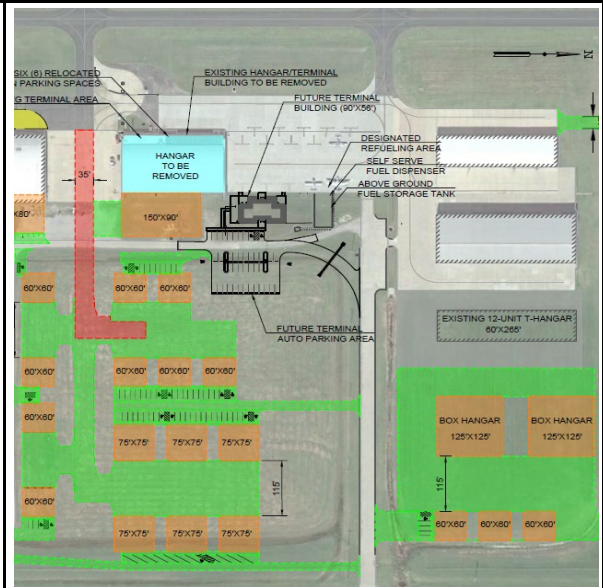 SIX (6) RELOCATED
N PARKING SPACES
G TERMINAL AREA
EXISTING HANGAR/TERMINAL
BUILDING TO BE REMOVED
FUTURE TERMINAL
BUILDING (90'X56')
N
DESIGNATED
REFUELING AREA
SELF SERVE
FUEL DISPENSER
ABOVE GROUND
FUEL STORAGE TANK
HANGAR
TO BE
REMOVED
35'
X80'
150'X90'
60'X60'
60'X60'
60'X60'
EXISTING 12-UNIT T-HANGAR
60'X265'
FUTURE TERMINAL
AUTO PARKING AREA
60'X60'
60'X60'
60'X60'
60'X60'
60'X60'
BOX HANGAR
125'X125'
BOX HANGAR
125'X125'
75'X75'
75'X75'
75'X75'
115'
115'
60'X60'
75'X75'
75'X75'
75'X75'
60'X60'
60'X60'
60'X60'